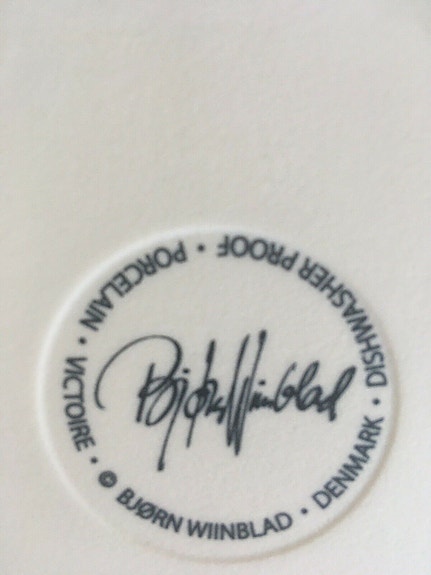 © BJØRN WIINBLAD • DENMARK • DISHWASHER PROOF • PORCELAIN • VICTOIRE •
Bjørn Wiinblad